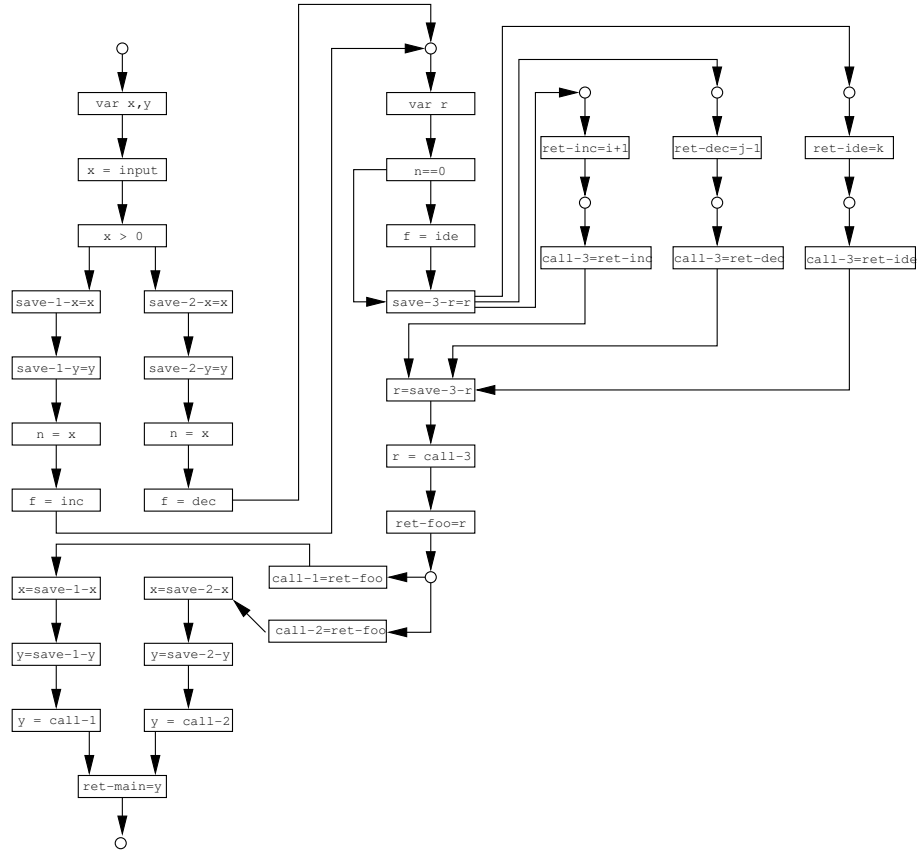 var x,y
x = input
x > 0
save-1-x=x
save-1-y=y
n = x
f = inc
save-2-x=x
save-2-y=y
n = x
f = dec
var r
n==0
f = ide
save-3-r=r
ret-inc=i+1
call-3=ret-inc
ret-dec=j-1
call-3=ret-dec
ret-ide=k
call-3=ret-ide
r=save-3-r
r = call-3
ret-foo=r
call-1=ret-foo
call-2=ret-foo
x=save-1-x
y=save-1-y
y = call-1
x=save-2-x
y=save-2-y
y = call-2
ret-main=y